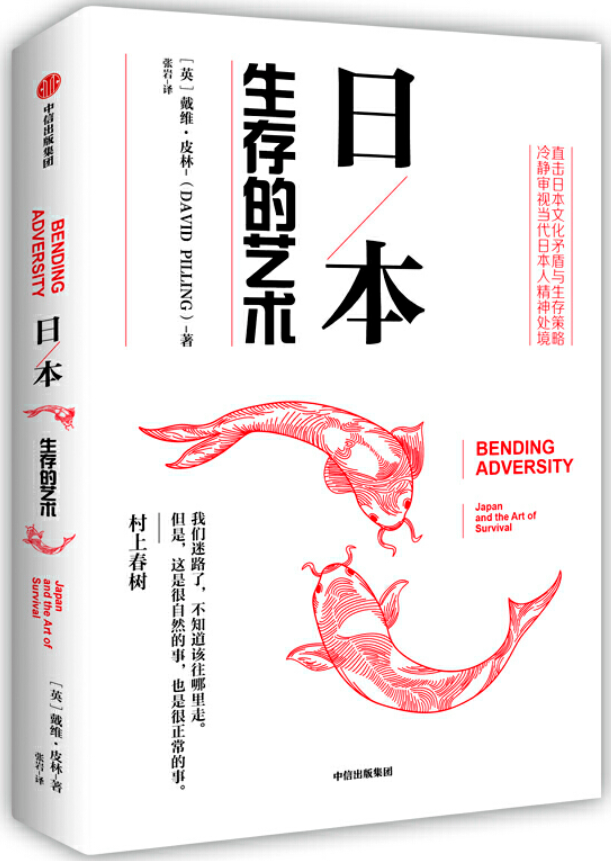 中信出版集团
BENDING
ADVERSITY
日/本
生存的艺术
Japan
and the Art of
Survival
[英]戴维·皮林-著
张岩-译
日/本
生存的艺术
[英]戴维·皮林-(DAVID PILLING)-著
张岩-译
直击日本文化矛盾与生存策略
冷静审视当代日本人精神处境
BENDING
ADVERSITY
Japan
and the Art of
Survival
我们迷路了,不知道该往哪里走。
但是,这是很自然的事,也是很正常的事。
——村上春树
中信出版集团